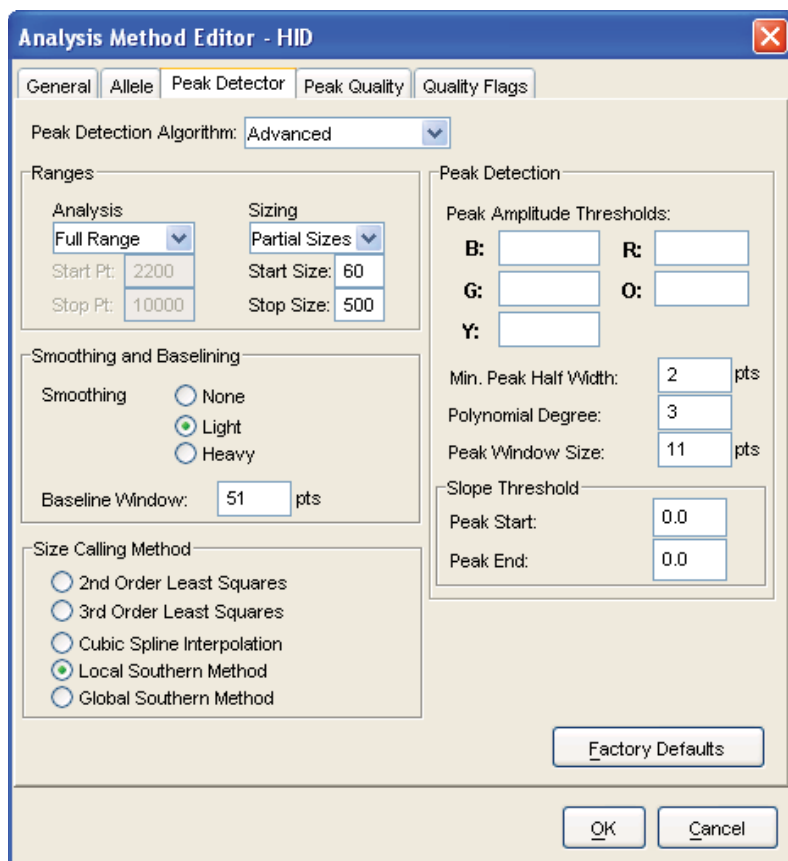 Analysis Method Editor - HID
General Allele Peak Detector Peak Quality Quality Flags
Peak Detection Algorithm: Advanced
Ranges
Analysis Sizing
Full Range Partial Sizes
Start Pt: 2200 Start Size: 60
Stop Pt: 10000 Stop Size: 500
Smoothing and Baselining
Smoothing None
Light
Heavy
Baseline Window: 51 pts
Size Calling Method
2nd Order Least Squares
3rd Order Least Squares
Cubic Spline Interpolation
Local Southern Method
Global Southern Method
Peak Detection
Peak Amplitude Thresholds:
B: R:
G: O:
Y:
Min. Peak Half Width: 2 pts
Polynomial Degree: 3
Peak Window Size: 11 pts
Slope Threshold
Peak Start: 0.0
Peak End: 0.0
Factory Defaults
OK Cancel